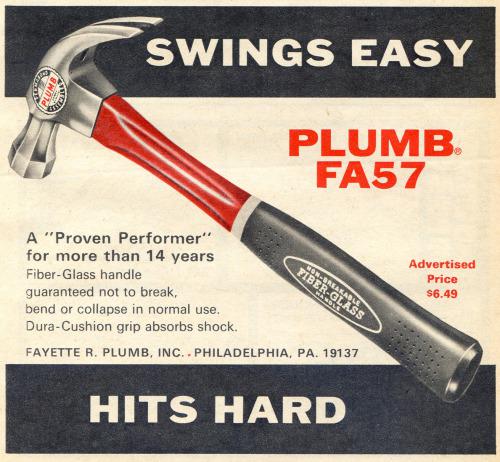 SWINGS EASY
PLUMB
PLUMB®
FA57
A "Proven Performer"
for more than 14 years
Fiber-Glass handle
guaranteed not to break,
bend or collapse in normal use.
Dura-Cushion grip absorbs shock.
NON-BREAKABLE
FIBER-GLASS
HANDLE
Advertised
Price
$6.49
FAYETTE R. PLUMB, INC. • PHILADELPHIA, PA. 19137
HITS HARD